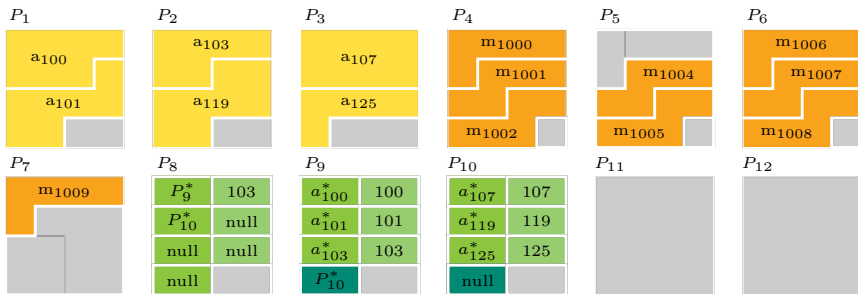 P₁ P₂ P₃ P₄ P₅ P₆
a₁₀₀ a₁₀₃ a₁₀₇ m₁₀₀₀ m₁₀₀₆
m₁₀₀₁ m₁₀₀₄ m₁₀₀₇
a₁₀₁ a₁₁₉ a₁₂₅
m₁₀₀₂ m₁₀₀₅ m₁₀₀₈
P₇ P₈ P₉ P₁₀ P₁₁ P₁₂
m₁₀₀₉ P₉* 103 a₁₀₀* 100 a₁₀₇* 107
P₁₀* null a₁₀₁* 101 a₁₁₉* 119
null null a₁₀₃* 103 a₁₂₅* 125
null P₁₀* null